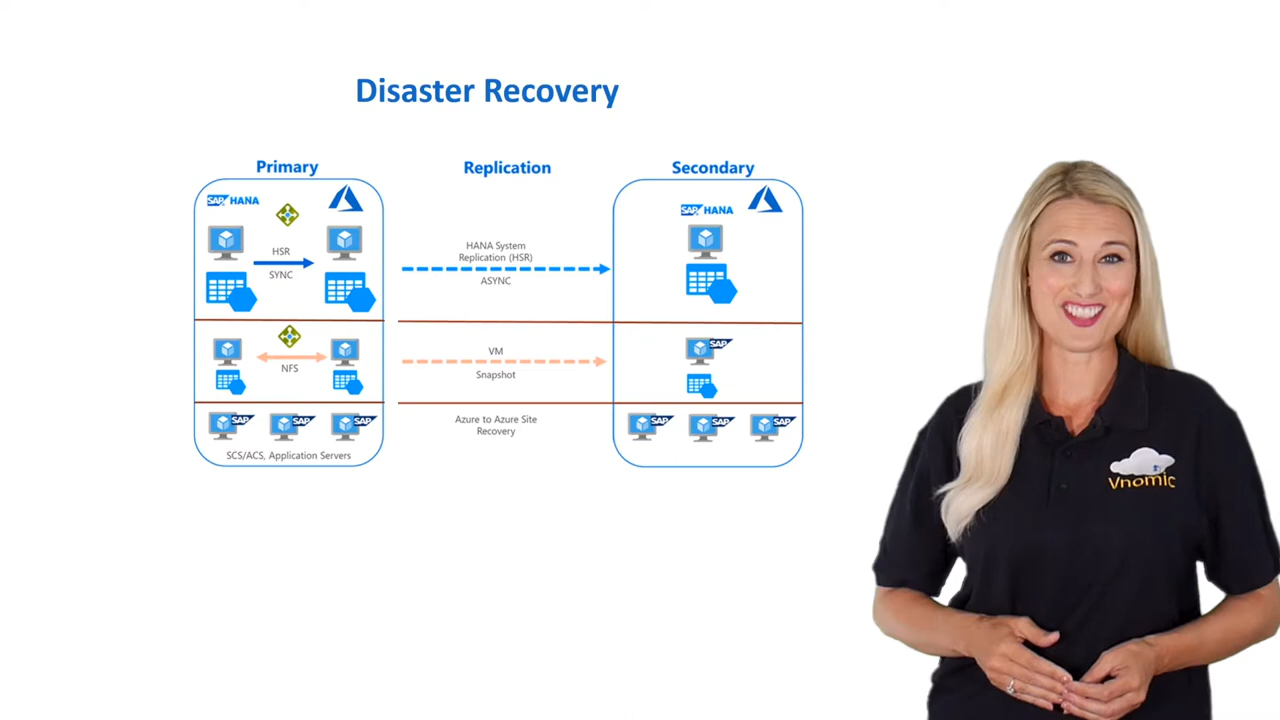 Disaster Recovery
Primary
Replication
Secondary
SAP HANA
HSR
SYNC
NFS
SAP
SAP
SAP
SCS/ACS, Application Servers
HANA System
Replication (HSR)
ASYNC
VM
Snapshot
Azure to Azure Site
Recovery
SAP HANA
SAP
SAP
SAP
SAP
Vnomic